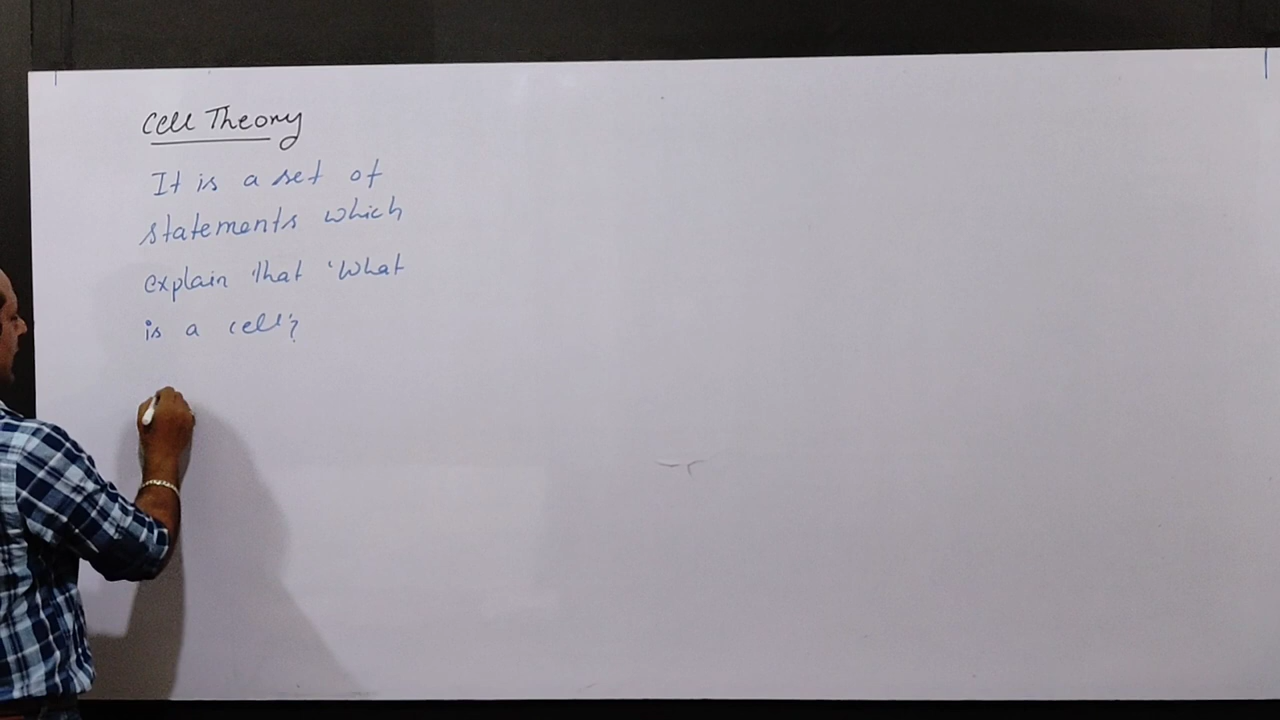 Cell Theory
It is a set of
statements which
explain that 'What
is a cell'?